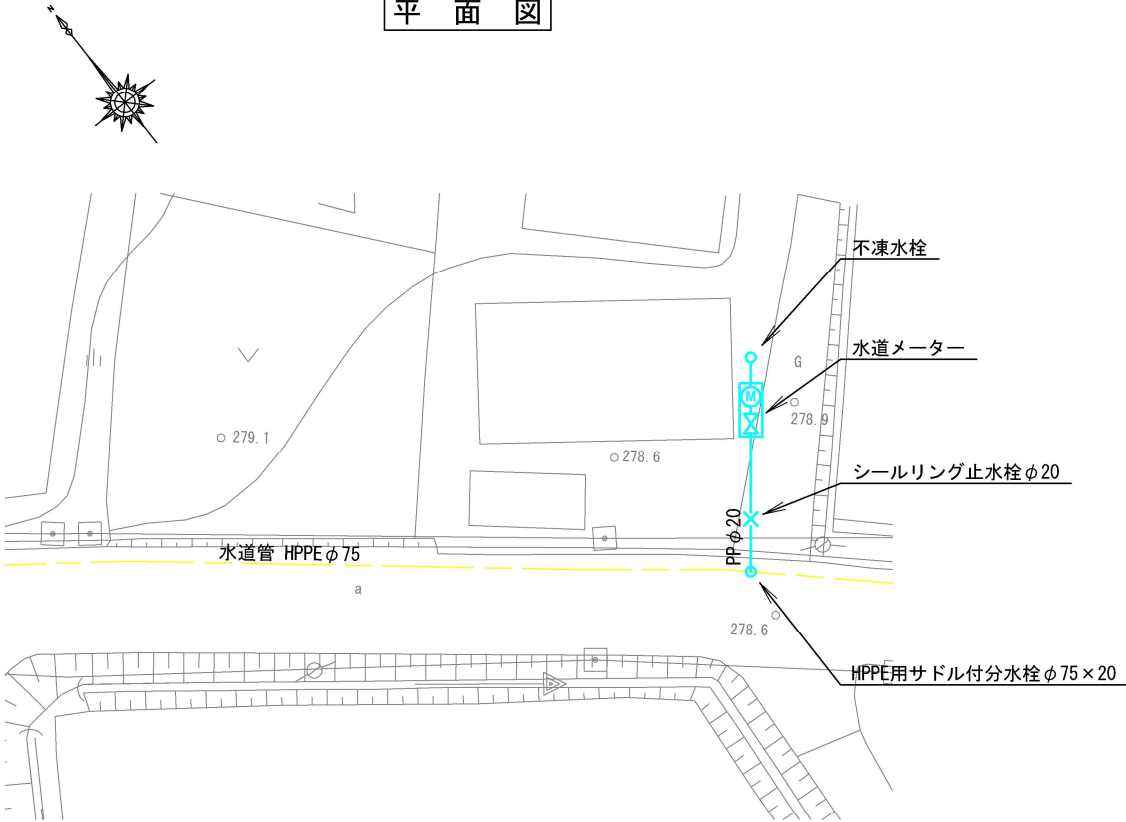 平 面 図
N
不凍水栓
水道メーター
G
M
278.9
279.1
278.6
シールリング止水栓φ20
PPφ20
水道管 HPPEφ75
a
278.6
HPPE用サドル付分水栓φ75×20